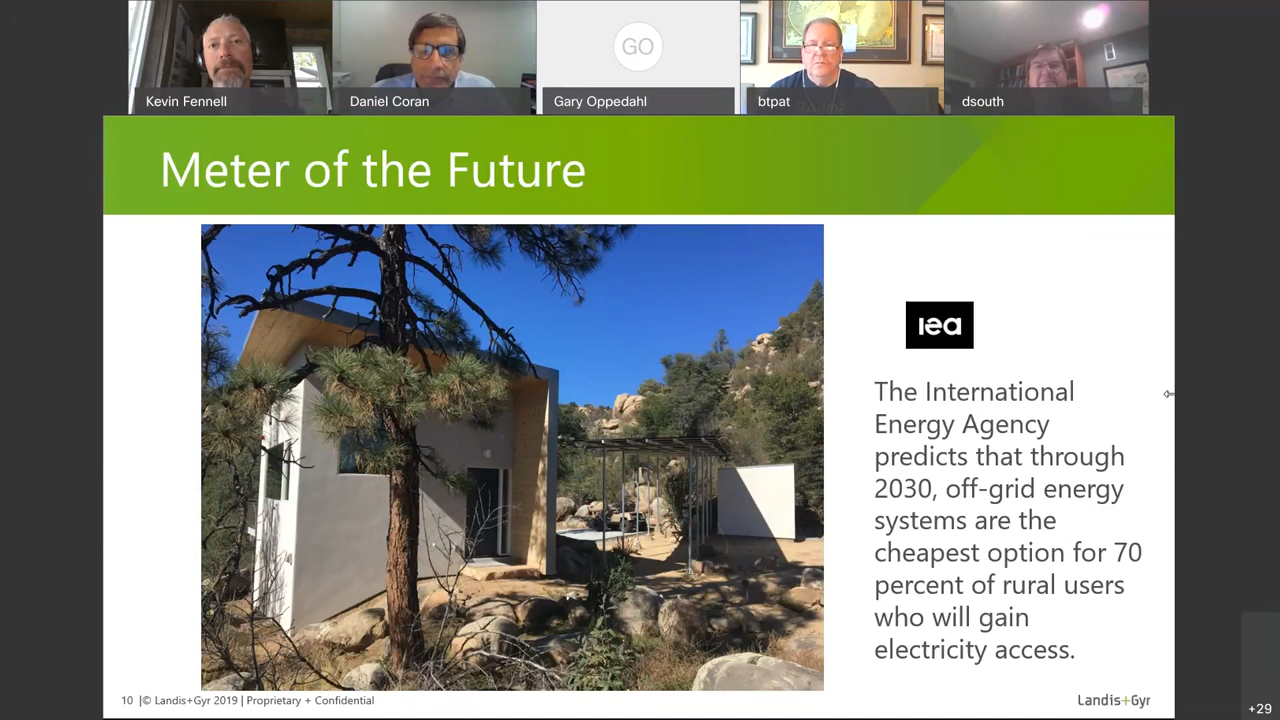 GO
Kevin Fennell
Daniel Coran
Gary Oppedahl
btpat
dsouth
Meter of the Future
iea
The International
Energy Agency
predicts that through
2030, off-grid energy
systems are the
cheapest option for 70
percent of rural users
who will gain
electricity access.
10 |© Landis+Gyr 2019 | Proprietary + Confidential
Landis+Gyr
+29